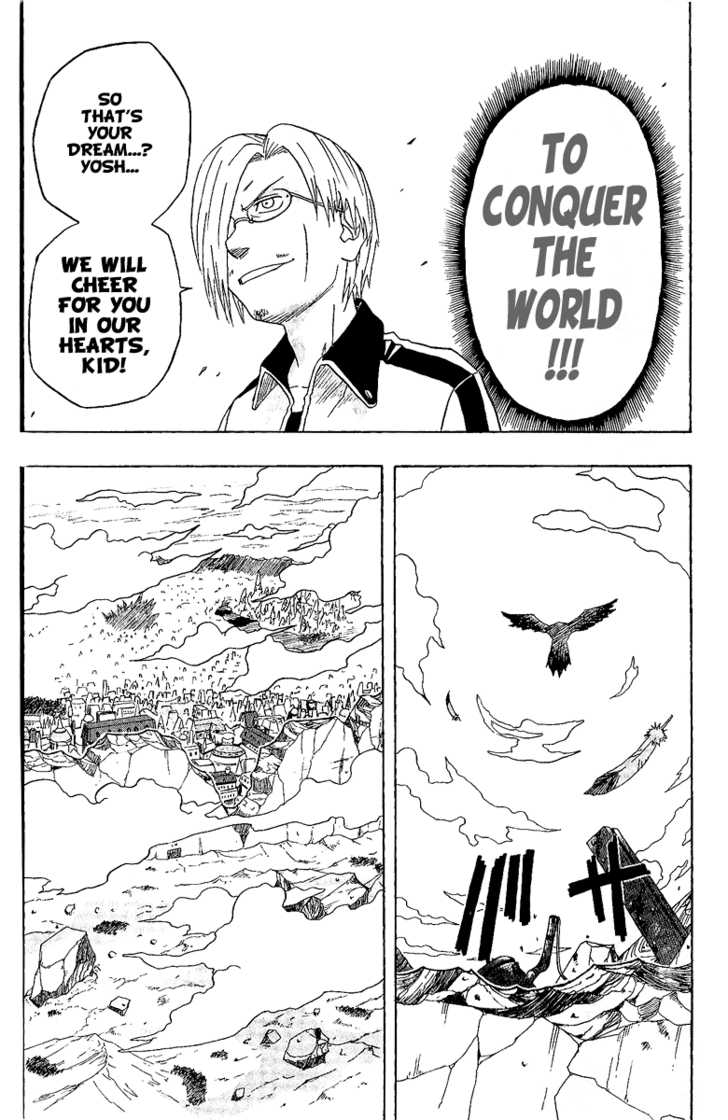 TO
CONQUER
THE
WORLD
!!!
SO
THAT'S
YOUR
DREAM...?
YOSH...
WE WILL
CHEER
FOR YOU
IN OUR
HEARTS,
KID!